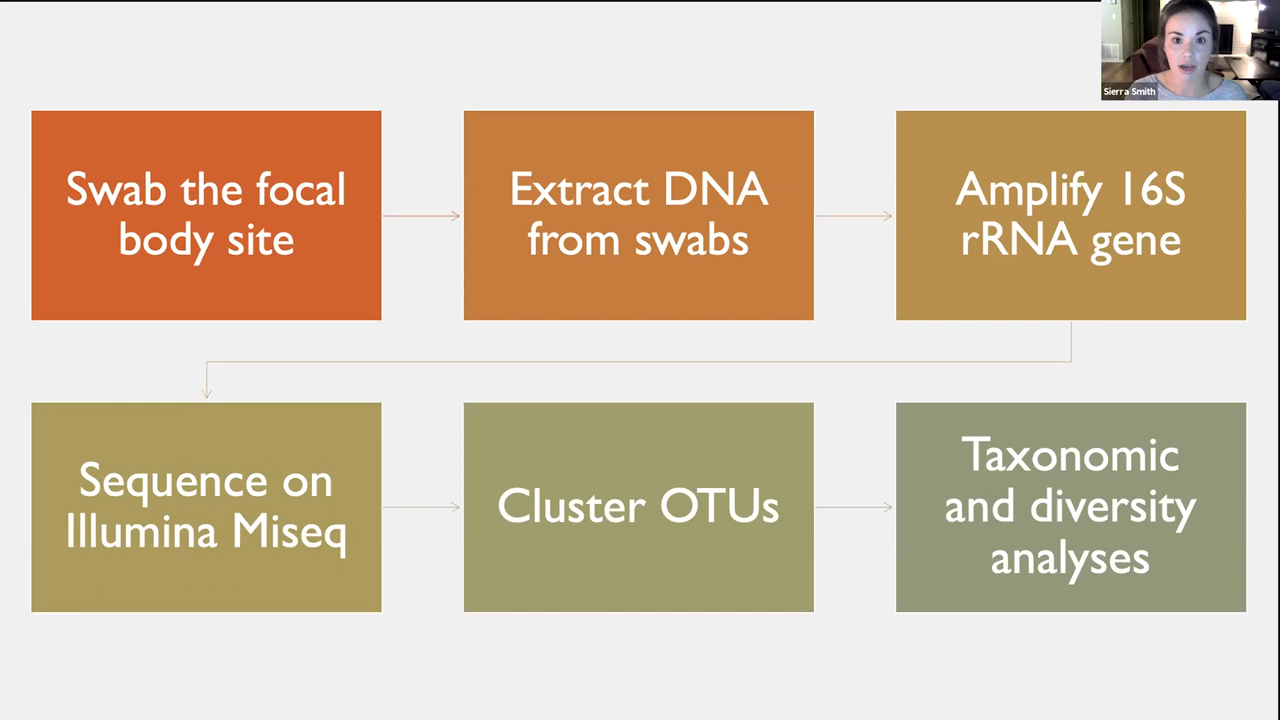 Sierra Smith
Swab the focal
body site
Extract DNA
from swabs
Amplify 16S
rRNA gene
Sequence on
Illumina Miseq
Cluster OTUs
Taxonomic
and diversity
analyses